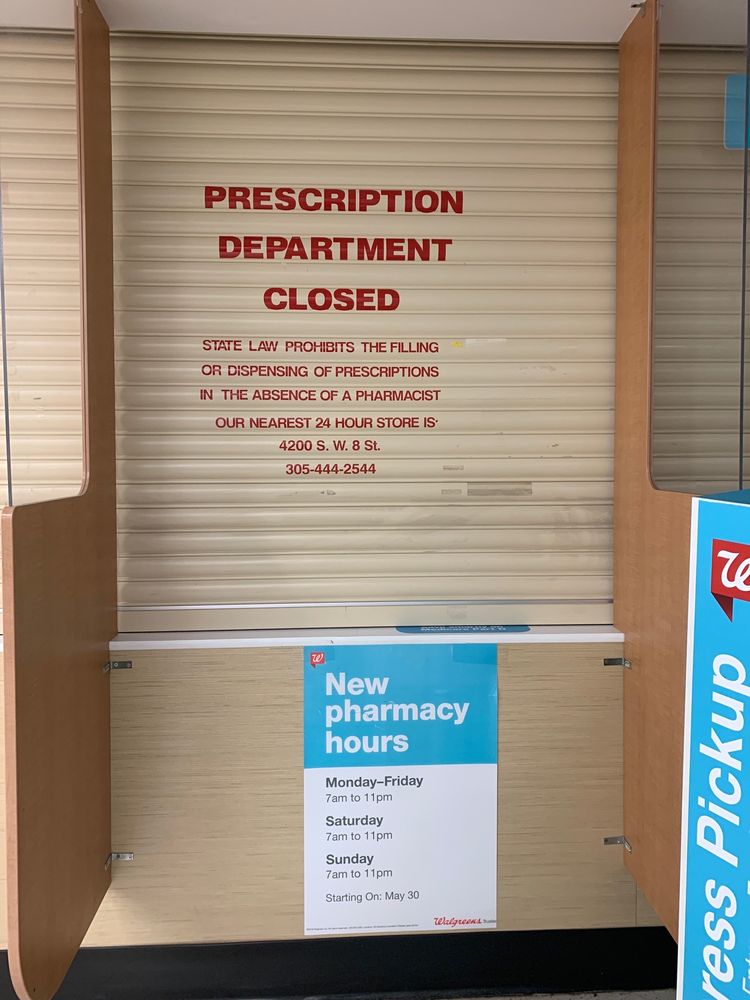 PRESCRIPTION
DEPARTMENT
CLOSED
STATE LAW PROHIBITS THE FILLING
OR DISPENSING OF PRESCRIPTIONS
IN THE ABSENCE OF A PHARMACIST
OUR NEAREST 24 HOUR STORE IS·
4200 S. W. 8 St.
305-444-2544
New
pharmacy
hours
Monday–Friday
7am to 11pm
Saturday
7am to 11pm
Sunday
7am to 11pm
Starting On: May 30
Walgreens
W
ress Pickup